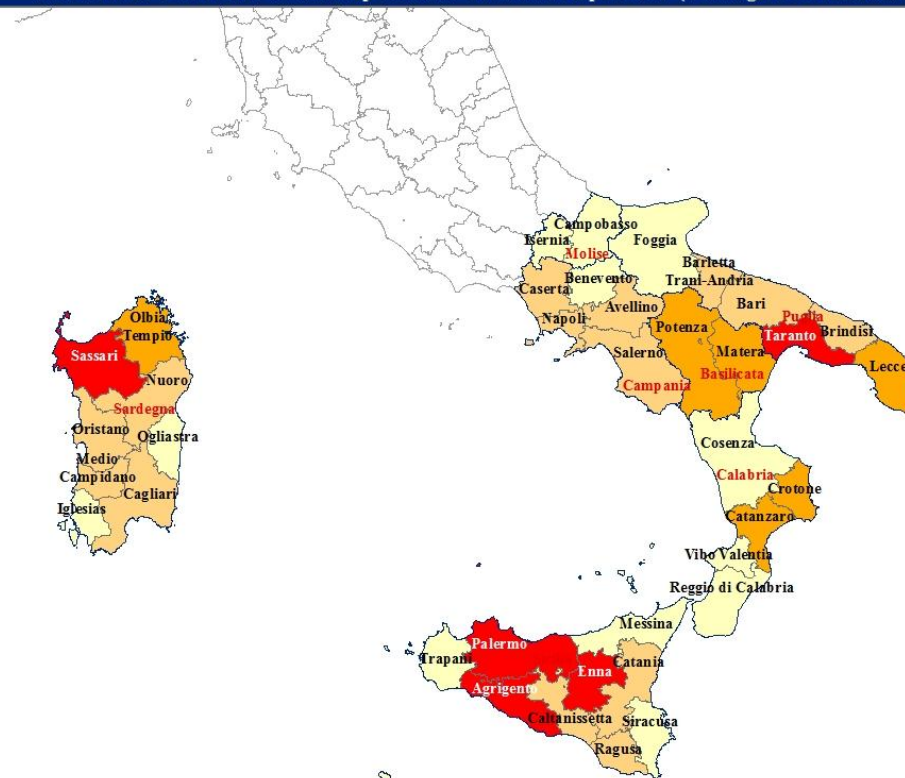 Campobasso
Isernia
Molise
Foggia
Barletta
Trani-Andria
Benevento
Caserta
Avellino
Bari
Napoli
Potenza
Puglia
Taranto
Brindisi
Salerno
Matera
Lecce
Campania
Basilicata
Olbia
Tempio
Sassari
Nuoro
Sardegna
Oristano
Ogliastra
Medio
Campidano
Cagliari
Iglesias
Cosenza
Calabria
Crotone
Catanzaro
Vibo Valentia
Reggio di Calabria
Messina
Palermo
Trapani
Enna
Catania
Agrigento
Caltanissetta
Siracusa
Ragusa